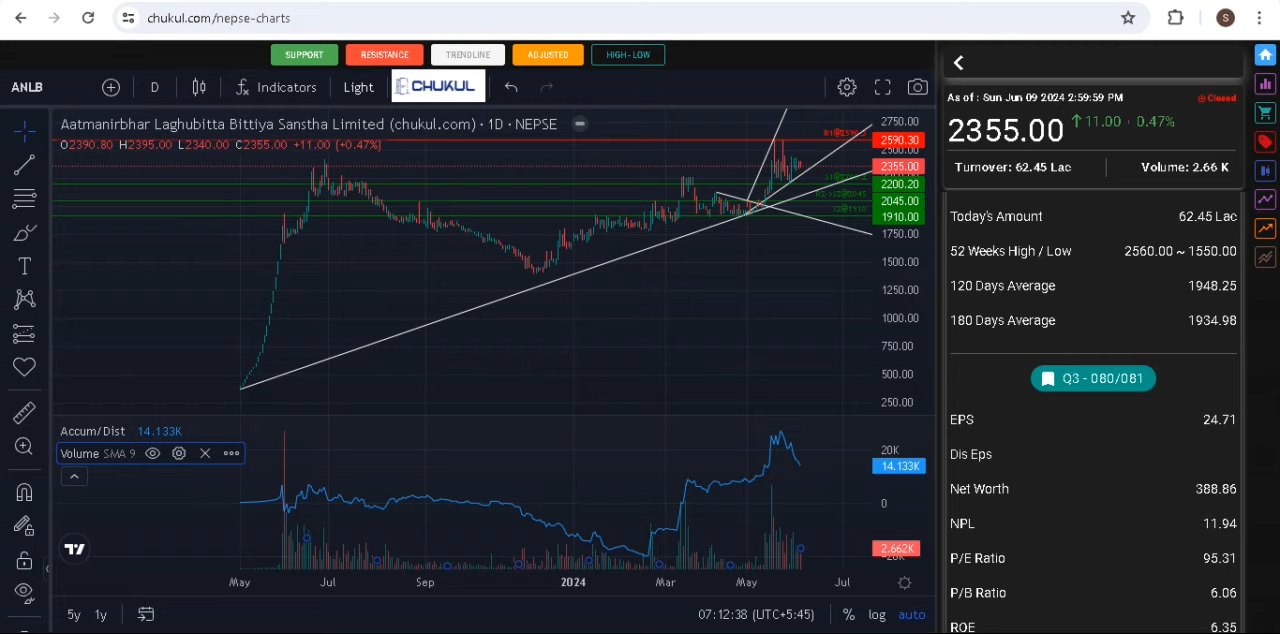 chukul.com/nepse-charts
S
SUPPORT
RESISTANCE
TRENDLINE
ADJUSTED
HIGH-LOW
ANLB
D
Indicators
Light
CHUKUL
Aatmanirbhar Laghubitta Bittiya Sanstha Limited (chukul.com) · 1D · NEPSE
O2390.80 H2395.00 L2340.00 C2355.00 +11.00 (+0.47%)
2750.00
2590.30
2500.00
2355.00
2200.20
2045.00
1910.00
1750.00
1500.00
1250.00
1000.00
750.00
500.00
250.00
Accum/Dist 14.133K
Volume SMA 9
20K
14.133K
0
2.662K
-20K
May Jul Sep 2024 Mar May Jul
5y 1y
07:12:38 (UTC+5:45)
% log auto
As of : Sun Jun 09 2024 2:59:59 PM
Closed
2355.00 ↑11.00 · 0.47%
Turnover: 62.45 Lac
Volume: 2.66 K
Today's Amount 62.45 Lac
52 Weeks High / Low 2560.00 ~ 1550.00
120 Days Average 1948.25
180 Days Average 1934.98
Q3 - 080/081
EPS 24.71
Dis Eps
Net Worth 388.86
NPL 11.94
P/E Ratio 95.31
P/B Ratio 6.06
ROE 6.35